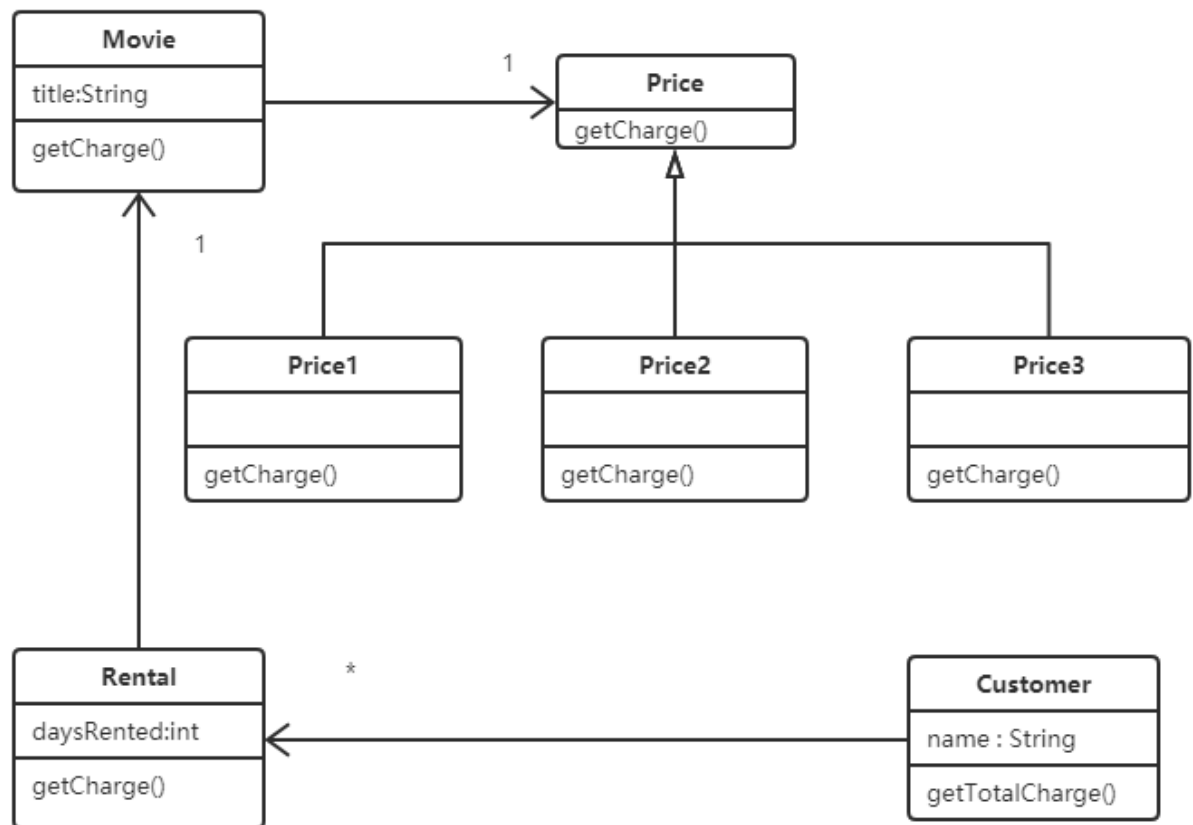 Movie
title:String
getCharge()
1
Price
getCharge()
1
Price1
getCharge()
Price2
getCharge()
Price3
getCharge()
Rental
daysRented:int
getCharge()
*
Customer
name : String
getTotalCharge()